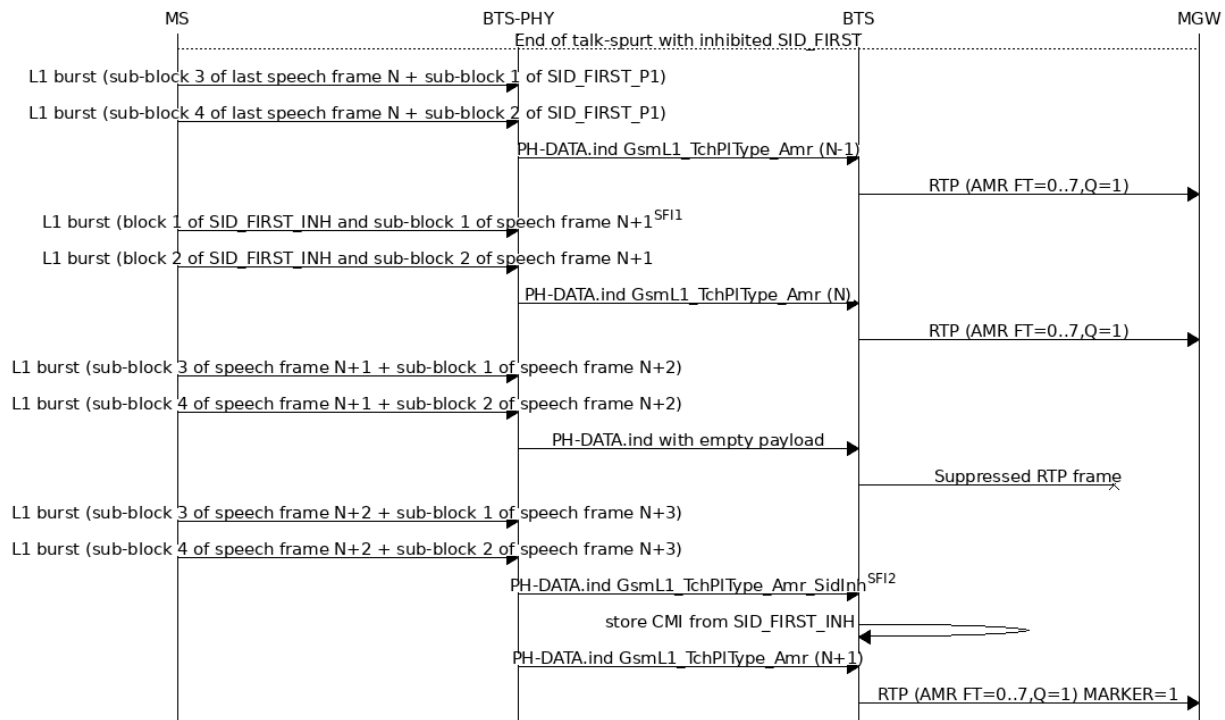 MS BTS-PHY BTS MGW
End of talk-spurt with inhibited SID_FIRST
L1 burst (sub-block 3 of last speech frame N + sub-block 1 of SID_FIRST_P1)
L1 burst (sub-block 4 of last speech frame N + sub-block 2 of SID_FIRST_P1)
PH-DATA.ind GsmL1_TchPlType_Amr (N-1)
RTP (AMR FT=0..7,Q=1)
L1 burst (block 1 of SID_FIRST_INH and sub-block 1 of speech frame N+1 SFI1
L1 burst (block 2 of SID_FIRST_INH and sub-block 2 of speech frame N+1
PH-DATA.ind GsmL1_TchPlType_Amr (N)
RTP (AMR FT=0..7,Q=1)
L1 burst (sub-block 3 of speech frame N+1 + sub-block 1 of speech frame N+2)
L1 burst (sub-block 4 of speech frame N+1 + sub-block 2 of speech frame N+2)
PH-DATA.ind with empty payload
Suppressed RTP frame
L1 burst (sub-block 3 of speech frame N+2 + sub-block 1 of speech frame N+3)
L1 burst (sub-block 4 of speech frame N+2 + sub-block 2 of speech frame N+3)
PH-DATA.ind GsmL1_TchPlType_Amr_SidInh SFI2
store CMI from SID_FIRST_INH
PH-DATA.ind GsmL1_TchPlType_Amr (N+1)
RTP (AMR FT=0..7,Q=1) MARKER=1